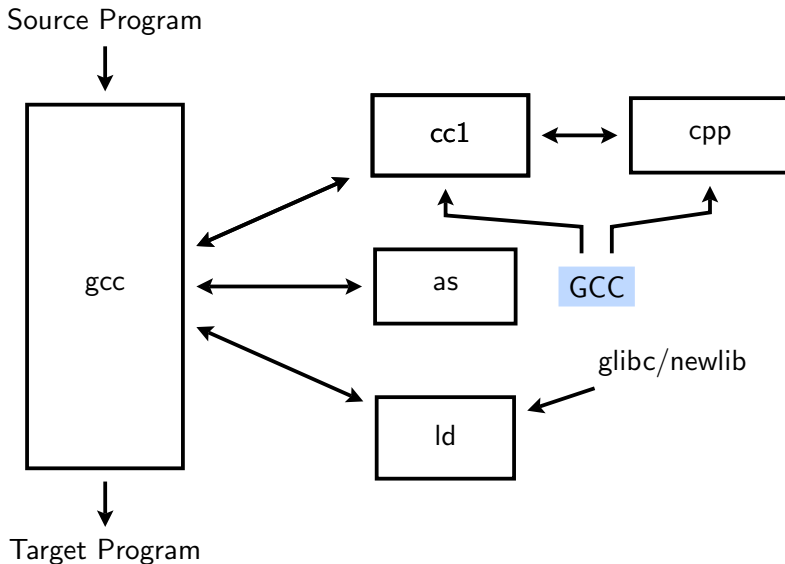 Source Program
cc1
cpp
gcc
as
GCC
glibc/newlib
ld
Target Program